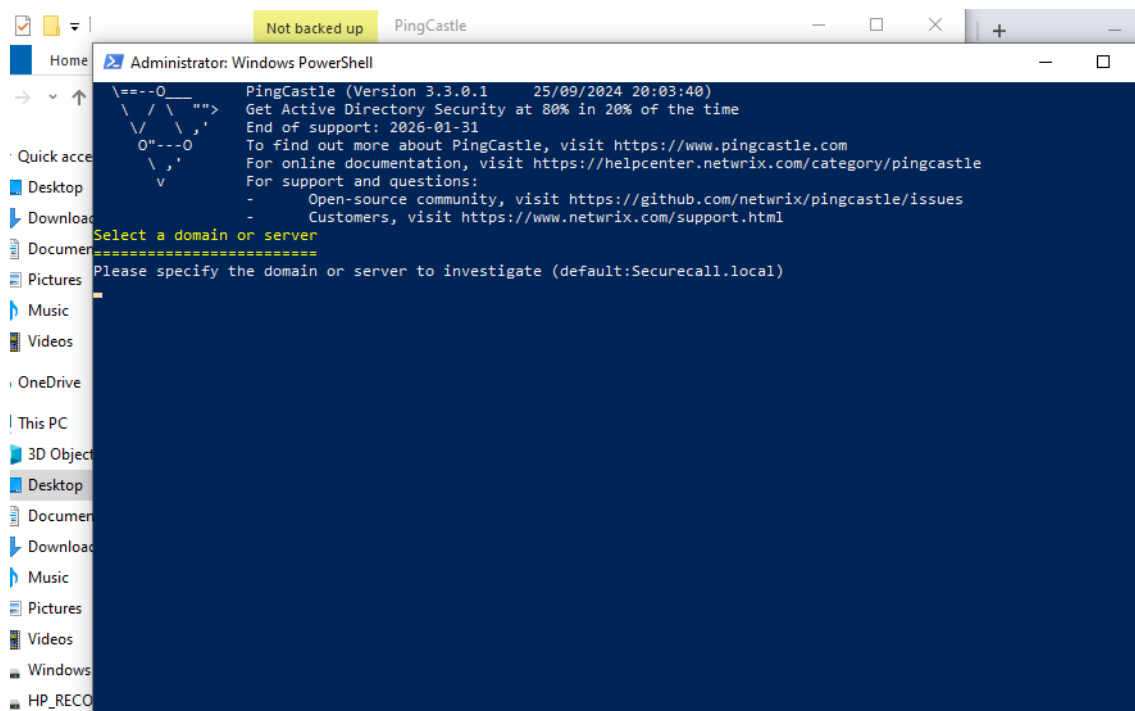 Not backed up
PingCastle
Home
Administrator: Windows PowerShell
\==--O___      PingCastle (Version 3.3.0.1     25/09/2024 20:03:40)
 \  / \  "">   Get Active Directory Security at 80% in 20% of the time
  \/   \ ,'    End of support: 2026-01-31
   O"---O      To find out more about PingCastle, visit https://www.pingcastle.com
    \ ,'       For online documentation, visit https://helpcenter.netwrix.com/category/pingcastle
     v         For support and questions:
               -      Open-source community, visit https://github.com/netwrix/pingcastle/issues
               -      Customers, visit https://www.netwrix.com/support.html
Select a domain or server
=========================
Please specify the domain or server to investigate (default:Securecall.local)
Quick acce
Desktop
Downloac
Documen
Pictures
Music
Videos
OneDrive
This PC
3D Object
Desktop
Documen
Downloac
Music
Pictures
Videos
Windows
HP_RECO